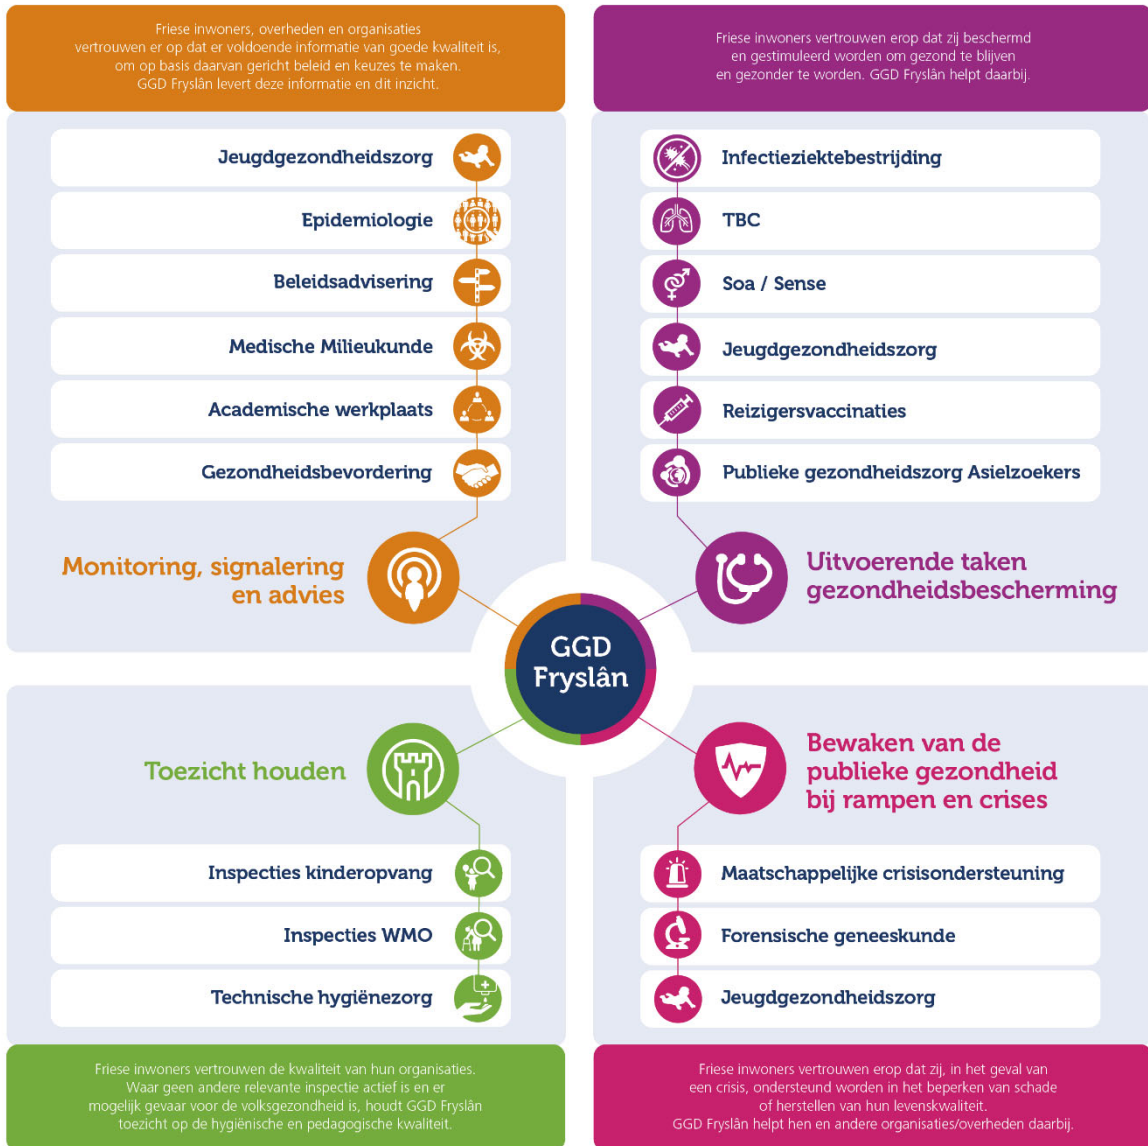 Friese inwoners, overheden en organisaties
vertrouwen er op dat er voldoende informatie van goede kwaliteit is,
om op basis daarvan gericht beleid en keuzes te maken.
GGD Fryslân levert deze informatie en dit inzicht.
Jeugdgezondheidszorg
Epidemiologie
Beleidsadvisering
Medische Milieukunde
Academische werkplaats
Gezondheidsbevordering
Monitoring, signalering
en advies
Friese inwoners vertrouwen erop dat zij beschermd
en gestimuleerd worden om gezond te blijven
en gezonder te worden. GGD Fryslân helpt daarbij.
Infectieziektebestrijding
TBC
Soa / Sense
Jeugdgezondheidszorg
Reizigersvaccinaties
Publieke gezondheidszorg Asielzoekers
Uitvoerende taken
gezondheidsbescherming
GGD
Fryslân
Toezicht houden
Inspecties kinderopvang
Inspecties WMO
Technische hygiënezorg
Friese inwoners vertrouwen de kwaliteit van hun organisaties.
Waar geen andere relevante inspectie actief is en er
mogelijk gevaar voor de volksgezondheid is, houdt GGD Fryslân
toezicht op de hygiënische en pedagogische kwaliteit.
Bewaken van de
publieke gezondheid
bij rampen en crises
Maatschappelijke crisisondersteuning
Forensische geneeskunde
Jeugdgezondheidszorg
Friese inwoners vertrouwen erop dat zij, in het geval van
een crisis, ondersteund worden in het beperken van schade
of herstellen van hun levenskwaliteit.
GGD Fryslân helpt hen en andere organisaties/overheden daarbij.